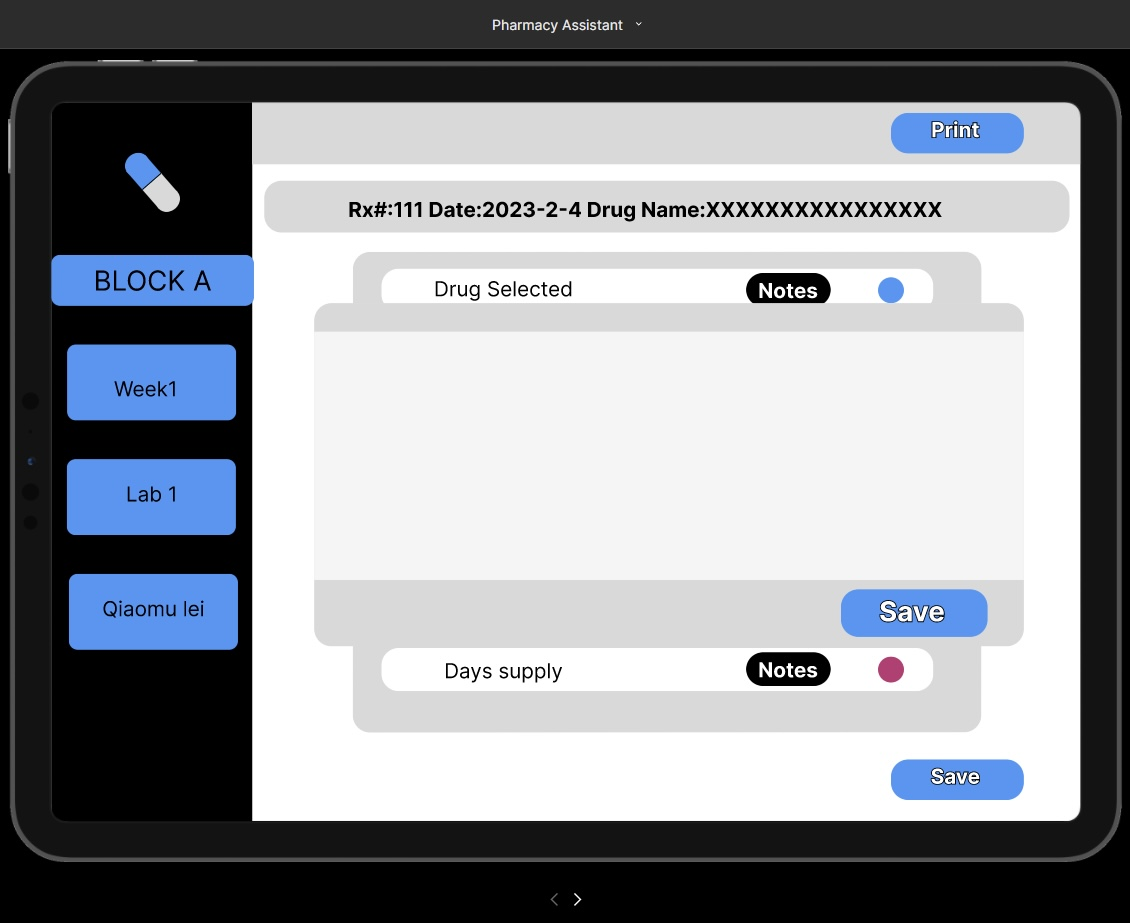 Pharmacy Assistant
Print
Rx#:111 Date:2023-2-4 Drug Name:XXXXXXXXXXXXXXXX
BLOCK A
Drug Selected Notes
Week1
Lab 1
Qiaomu lei
Save
Days supply Notes
Save